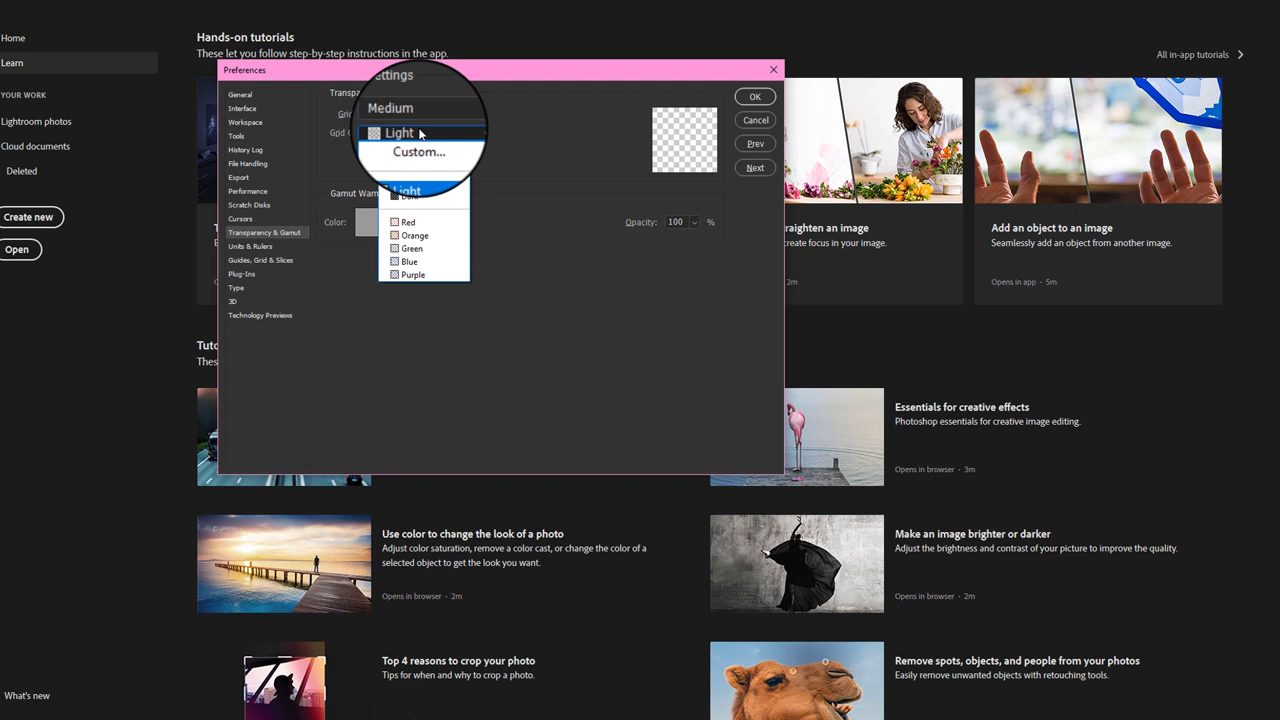 Home
Learn
YOUR WORK
Lightroom photos
Cloud documents
Deleted
Create new
Open
What's new
Hands-on tutorials
These let you follow step-by-step instructions in the app.
All in-app tutorials
Preferences
General
Interface
Workspace
Tools
History Log
File Handling
Export
Performance
Scratch Disks
Cursors
Transparency & Gamut
Units & Rulers
Guides, Grid & Slices
Plug-Ins
Type
3D
Technology Previews
Medium
Light
Custom...
Light
Red
Orange
Green
Blue
Purple
Color:
Opacity: 100 %
OK
Cancel
Prev
Next
an image
create focus in your image.
2m
Add an object to an image
Seamlessly add an object from another image.
Opens in app • 5m
Essentials for creative effects
Photoshop essentials for creative image editing.
Opens in browser • 3m
Use color to change the look of a photo
Adjust color saturation, remove a color cast, or change the color of a
selected object to get the look you want.
Opens in browser • 2m
Make an image brighter or darker
Adjust the brightness and contrast of your picture to improve the quality.
Opens in browser • 2m
Top 4 reasons to crop your photo
Tips for when and why to crop a photo.
Remove spots, objects, and people from your photos
Easily remove unwanted objects with retouching tools.